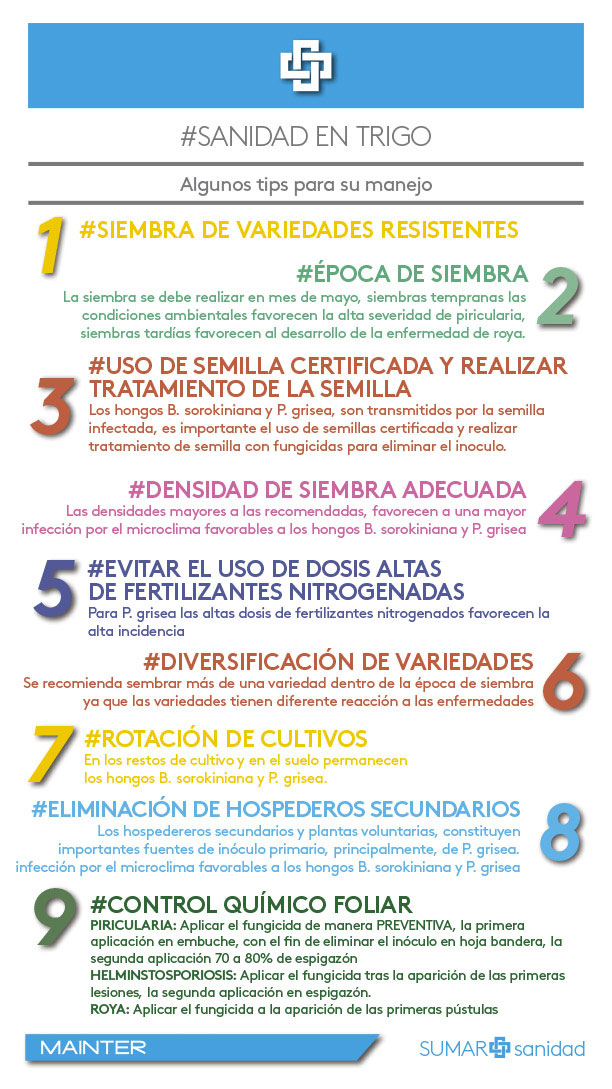 #SANIDAD EN TRIGO
Algunos tips para su manejo
1
#SIEMBRA DE VARIEDADES RESISTENTES
#ÉPOCA DE SIEMBRA
2
La siembra se debe realizar en mes de mayo, siembras tempranas las
condiciones ambientales favorecen la alta severidad de piricularia,
siembras tardías favorecen al desarrollo de la enfermedad de roya.
3
#USO DE SEMILLA CERTIFICADA Y REALIZAR
TRATAMIENTO DE LA SEMILLA
Los hongos B. sorokiniana y P. grisea, son transmitidos por la semilla
infectada, es importante el uso de semillas certificada y realizar
tratamiento de semilla con fungicidas para eliminar el inoculo.
#DENSIDAD DE SIEMBRA ADECUADA
4
Las densidades mayores a las recomendadas, favorecen a una mayor
infección por el microclima favorables a los hongos B. sorokiniana y P. grisea
5
#EVITAR EL USO DE DOSIS ALTAS
DE FERTILIZANTES NITROGENADAS
Para P. grisea las altas dosis de fertilizantes nitrogenados favorecen la
alta incidencia
#DIVERSIFICACIÓN DE VARIEDADES
6
Se recomienda sembrar más de una variedad dentro de la época de siembra
ya que las variedades tienen diferente reacción a las enfermedades
7
#ROTACIÓN DE CULTIVOS
En los restos de cultivo y en el suelo permanecen
los hongos B. sorokiniana y P. grisea.
#ELIMINACIÓN DE HOSPEDEROS SECUNDARIOS
8
Los hospedereros secundarios y plantas voluntarias, constituyen
importantes fuentes de inóculo primario, principalmente, de P. grisea.
infección por el microclima favorables a los hongos B. sorokiniana y P. grisea
9
#CONTROL QUÍMICO FOLIAR
PIRICULARIA: Aplicar el fungicida de manera PREVENTIVA, la primera
aplicación en embuche, con el fin de eliminar el inóculo en hoja bandera, la
segunda aplicación 70 a 80% de espigazón
HELMINSTOSPORIOSIS: Aplicar el fungicida tras la aparición de las primeras
lesiones, la segunda aplicación en espigazón.
ROYA: Aplicar el fungicida a la aparición de las primeras pústulas
MAINTER
SUMAR sanidad